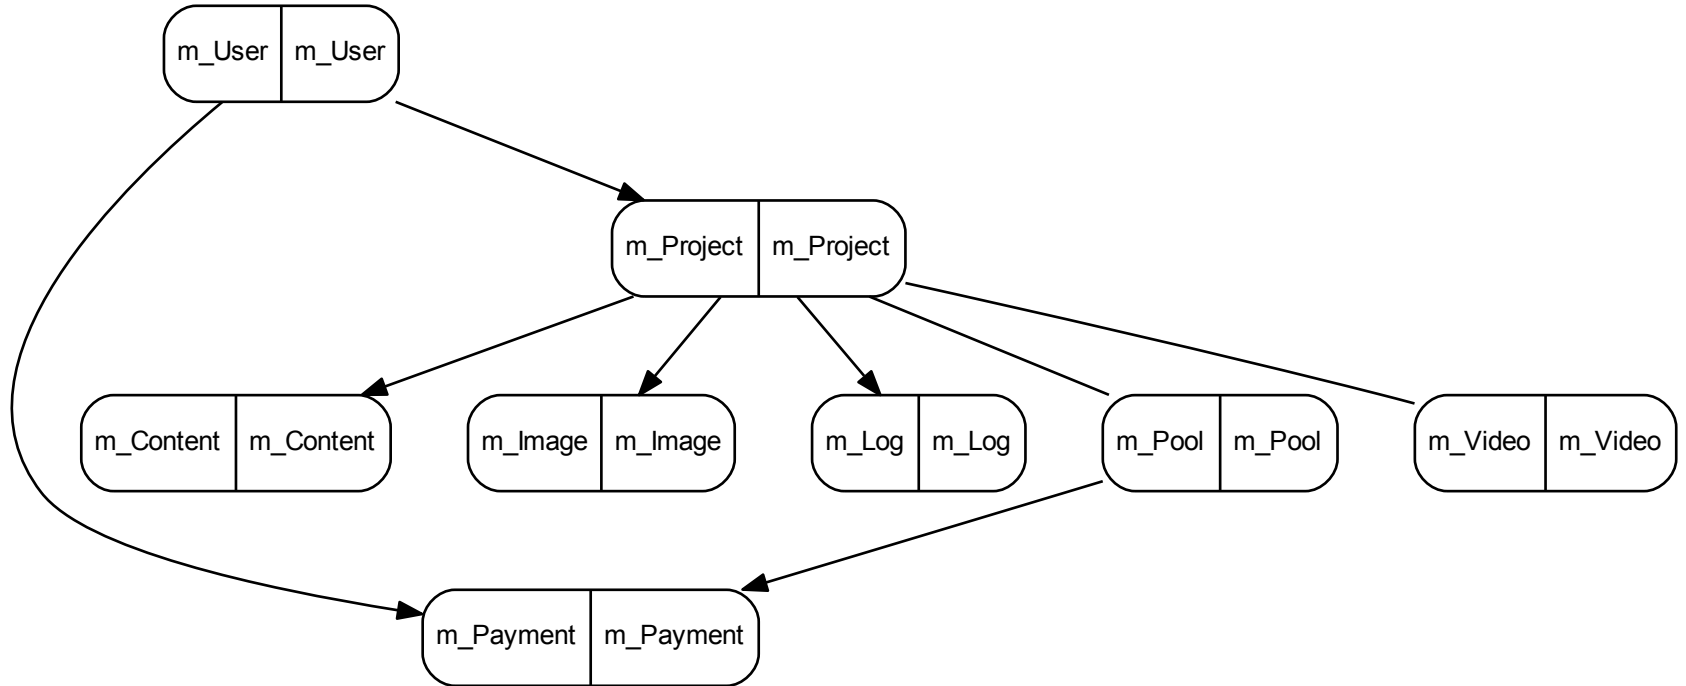 m_User m_User
m_Project m_Project
m_Content m_Content
m_Image m_Image
m_Log m_Log
m_Pool m_Pool
m_Video m_Video
m_Payment m_Payment